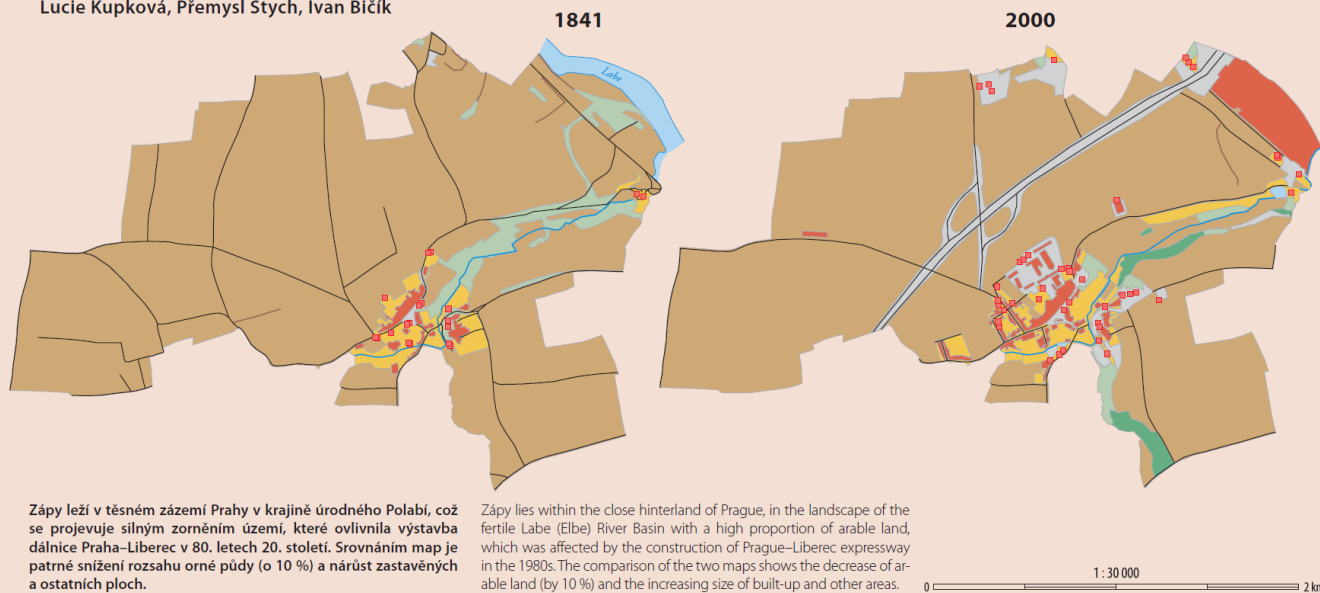 Lucie Kupková, Přemysl Štych, Ivan Bičík
1841
2000
Labe
Zápy leží v těsném zázemí Prahy v krajině úrodného Polabí, což
se projevuje silným zorněním území, které ovlivnila výstavba
dálnice Praha–Liberec v 80. letech 20. století. Srovnáním map je
patrné snížení rozsahu orné půdy (o 10 %) a nárůst zastavěných
a ostatních ploch.
Zápy lies within the close hinterland of Prague, in the landscape of the
fertile Labe (Elbe) River Basin with a high proportion of arable land,
which was affected by the construction of Prague–Liberec expressway
in the 1980s. The comparison of the two maps shows the decrease of ar-
able land (by 10 %) and the increasing size of built-up and other areas.
1 : 30 000
0 2 km